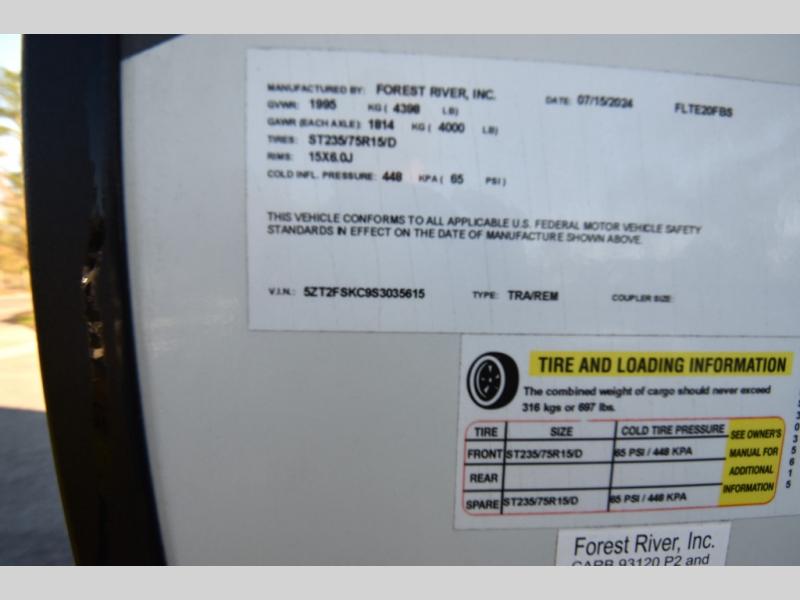 MANUFACTURED BY: FOREST RIVER, INC. DATE: 07/15/2024 FLTE20FBS
GVWR: 1995 KG ( 4398 LB)
GAWR (EACH AXLE): 1814 KG ( 4000 LB)
TIRES: ST235/75R15/D
RIMS: 15X6.0J
COLD INFL. PRESSURE: 448 KPA ( 65 PSI )
THIS VEHICLE CONFORMS TO ALL APPLICABLE U.S. FEDERAL MOTOR VEHICLE SAFETY
STANDARDS IN EFFECT ON THE DATE OF MANUFACTURE SHOWN ABOVE.
V.I.N.: 5ZT2FSKC9S3035615 TYPE: TRA/REM COUPLER SIZE:
TIRE AND LOADING INFORMATION
The combined weight of cargo should never exceed
316 kgs or 697 lbs.
TIRE SIZE COLD TIRE PRESSURE
FRONT ST235/75R15/D 65 PSI / 448 KPA
REAR
SPARE ST235/75R15/D 65 PSI / 448 KPA
SEE OWNER'S
MANUAL FOR
ADDITIONAL
INFORMATION
Forest River, Inc.
CARB 93120 P2 and